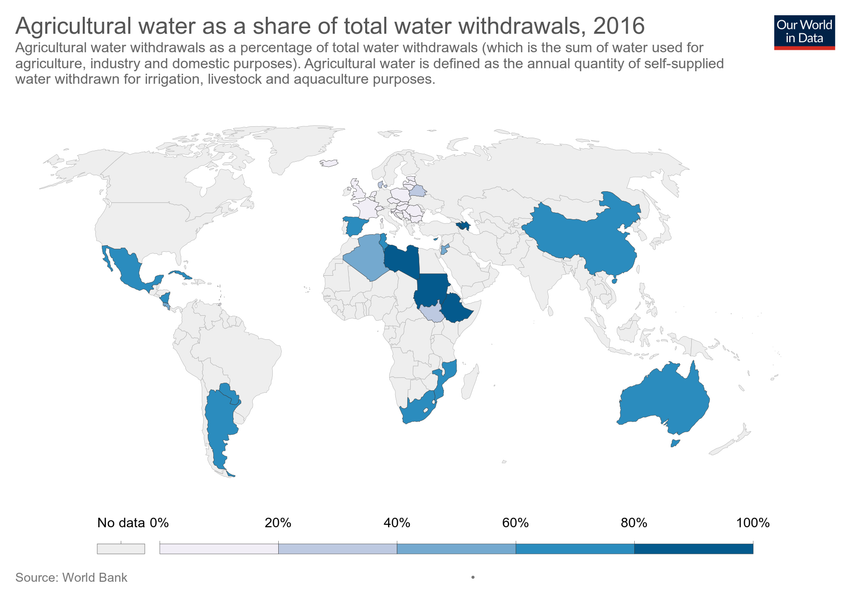 Agricultural water as a share of total water withdrawals, 2016
Our World
in Data
Agricultural water withdrawals as a percentage of total water withdrawals (which is the sum of water used for
agriculture, industry and domestic purposes). Agricultural water is defined as the annual quantity of self-supplied
water withdrawn for irrigation, livestock and aquaculture purposes.
No data 0% 20% 40% 60% 80% 100%
Source: World Bank